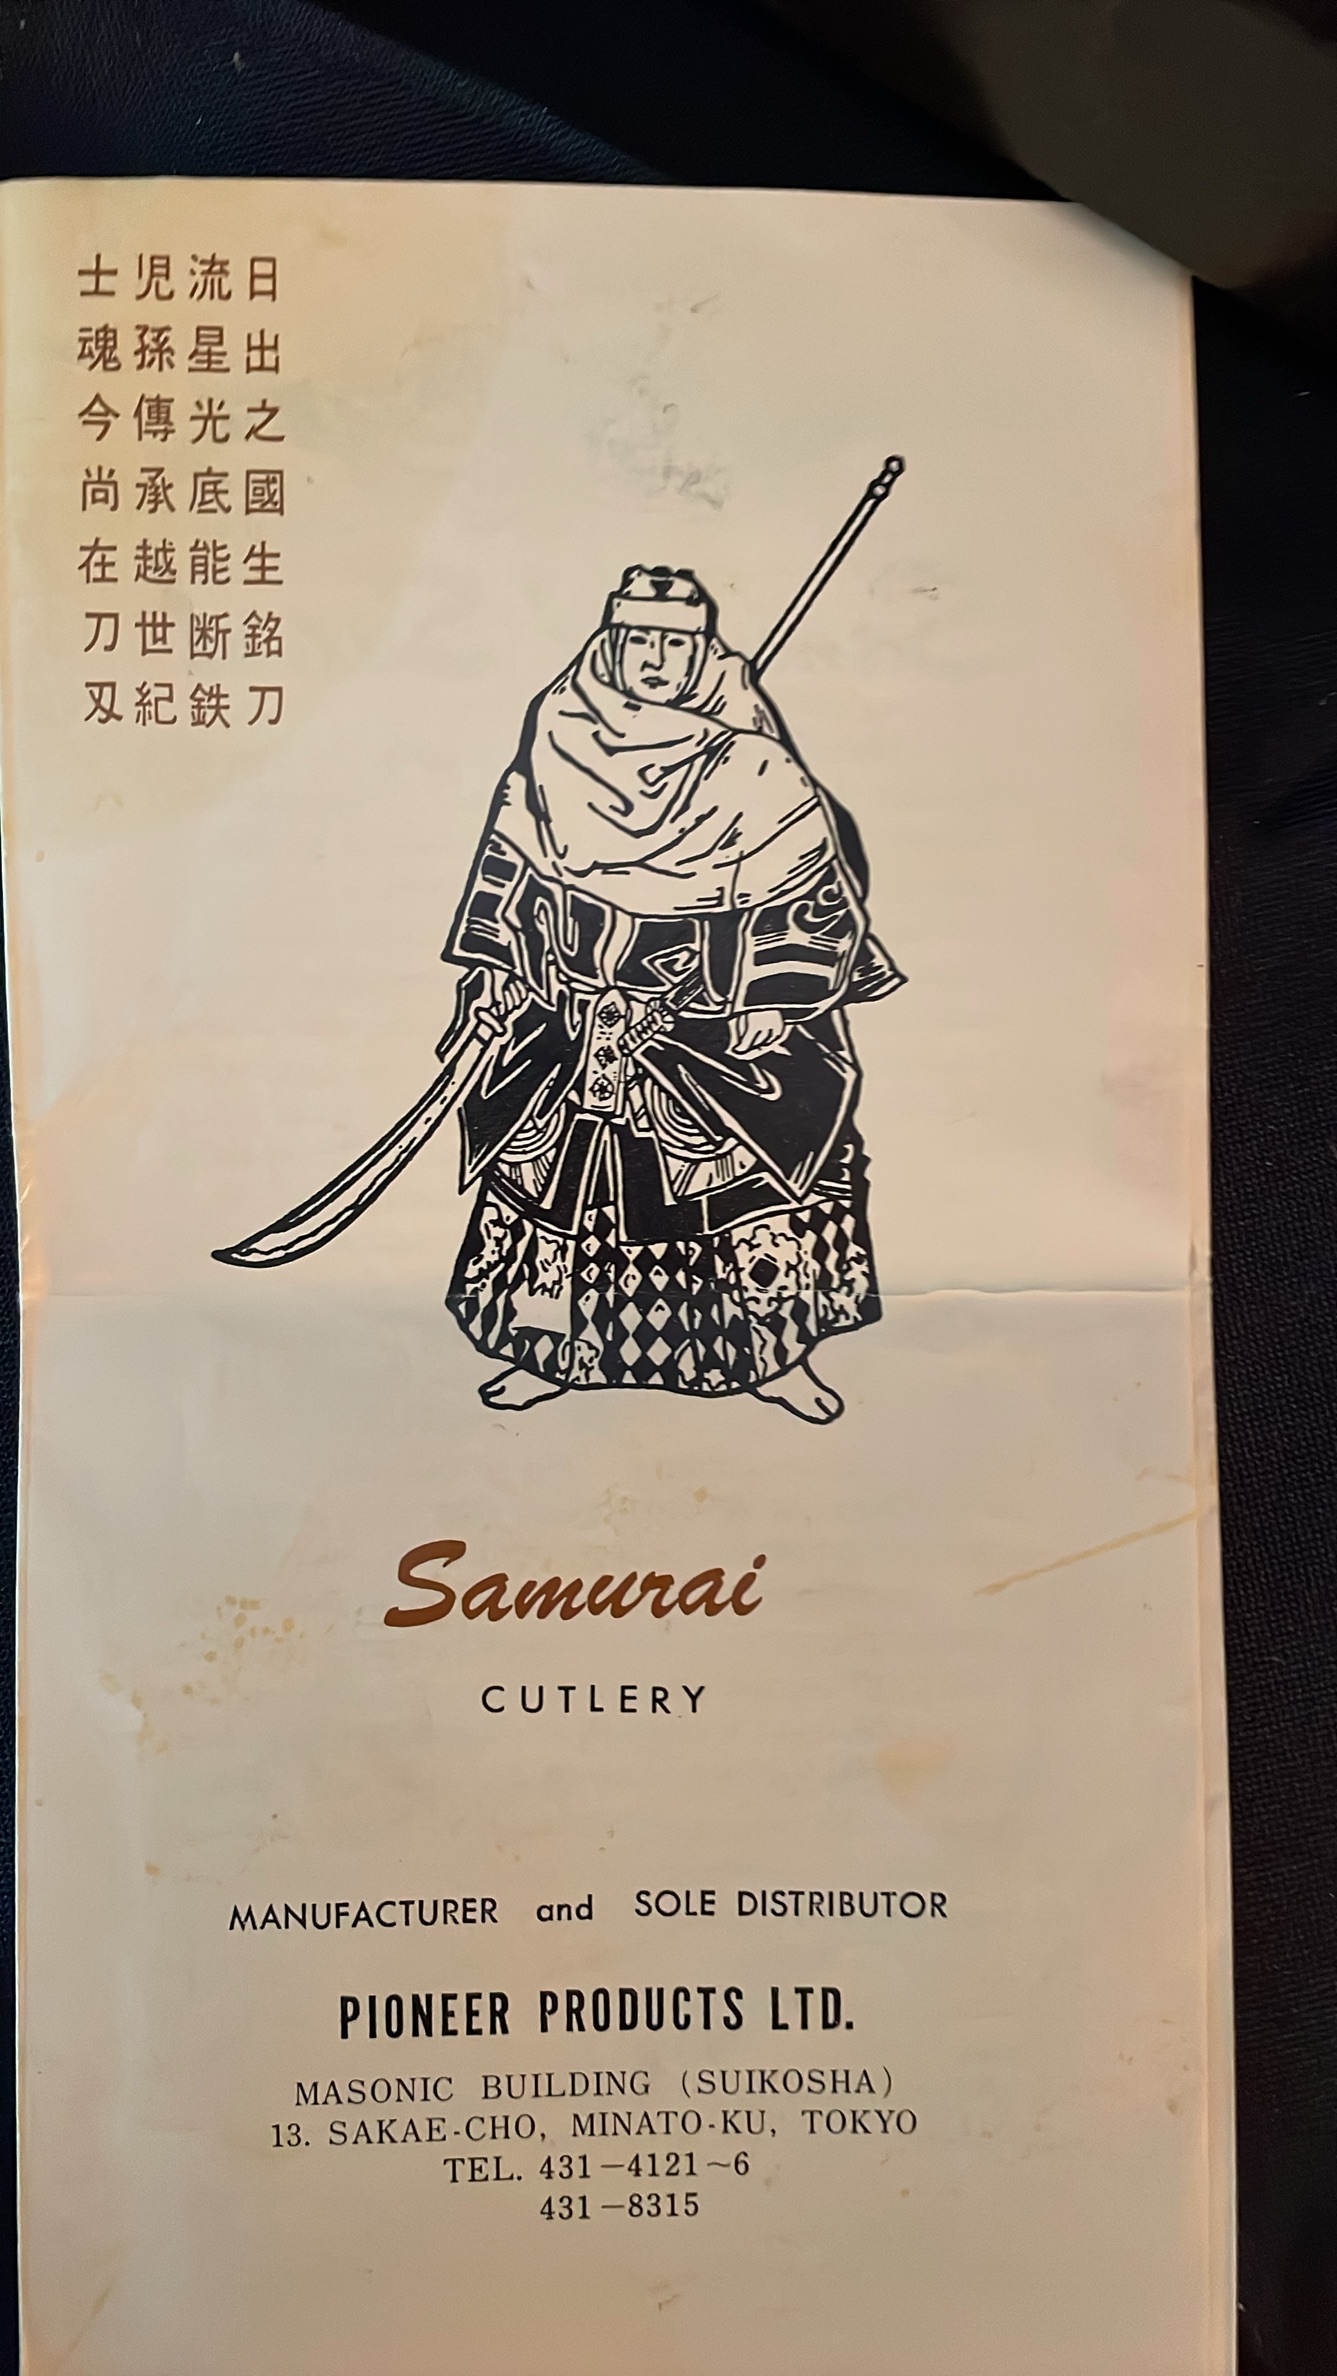 日出之國生銘刀
流星光底能断鉄
児孫傳承越世紀
士魂今尚在刀刄
Samurai
CUTLERY
MANUFACTURER and SOLE DISTRIBUTOR
PIONEER PRODUCTS LTD.
MASONIC BUILDING (SUIKOSHA)
13. SAKAE-CHO, MINATO-KU, TOKYO
TEL. 431-4121~6
431-8315